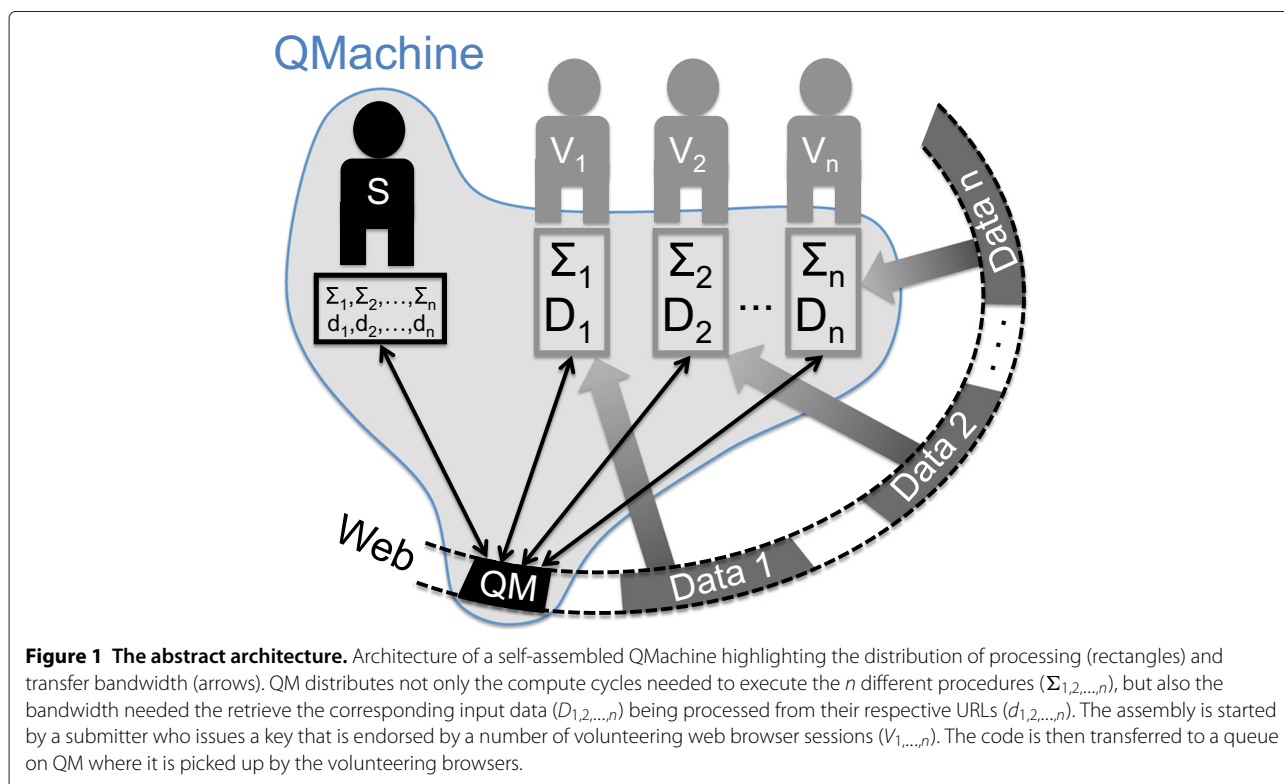 QMachine
S
V1
V2
Vn
Σ1,Σ2,...,Σn
d1,d2,...,dn
Σ1
D1
Σ2
D2
...
Σn
Dn
Data n
...
Data 2
Data 1
Web
QM
Figure 1 The abstract architecture. Architecture of a self-assembled QMachine highlighting the distribution of processing (rectangles) and
transfer bandwidth (arrows). QM distributes not only the compute cycles needed to execute the n different procedures (Σ1,2,...,n), but also the
bandwidth needed the retrieve the corresponding input data (D1,2,...,n) being processed from their respective URLs (d1,2,...,n). The assembly is started
by a submitter who issues a key that is endorsed by a number of volunteering web browser sessions (V1,...,n). The code is then transferred to a queue
on QM where it is picked up by the volunteering browsers.